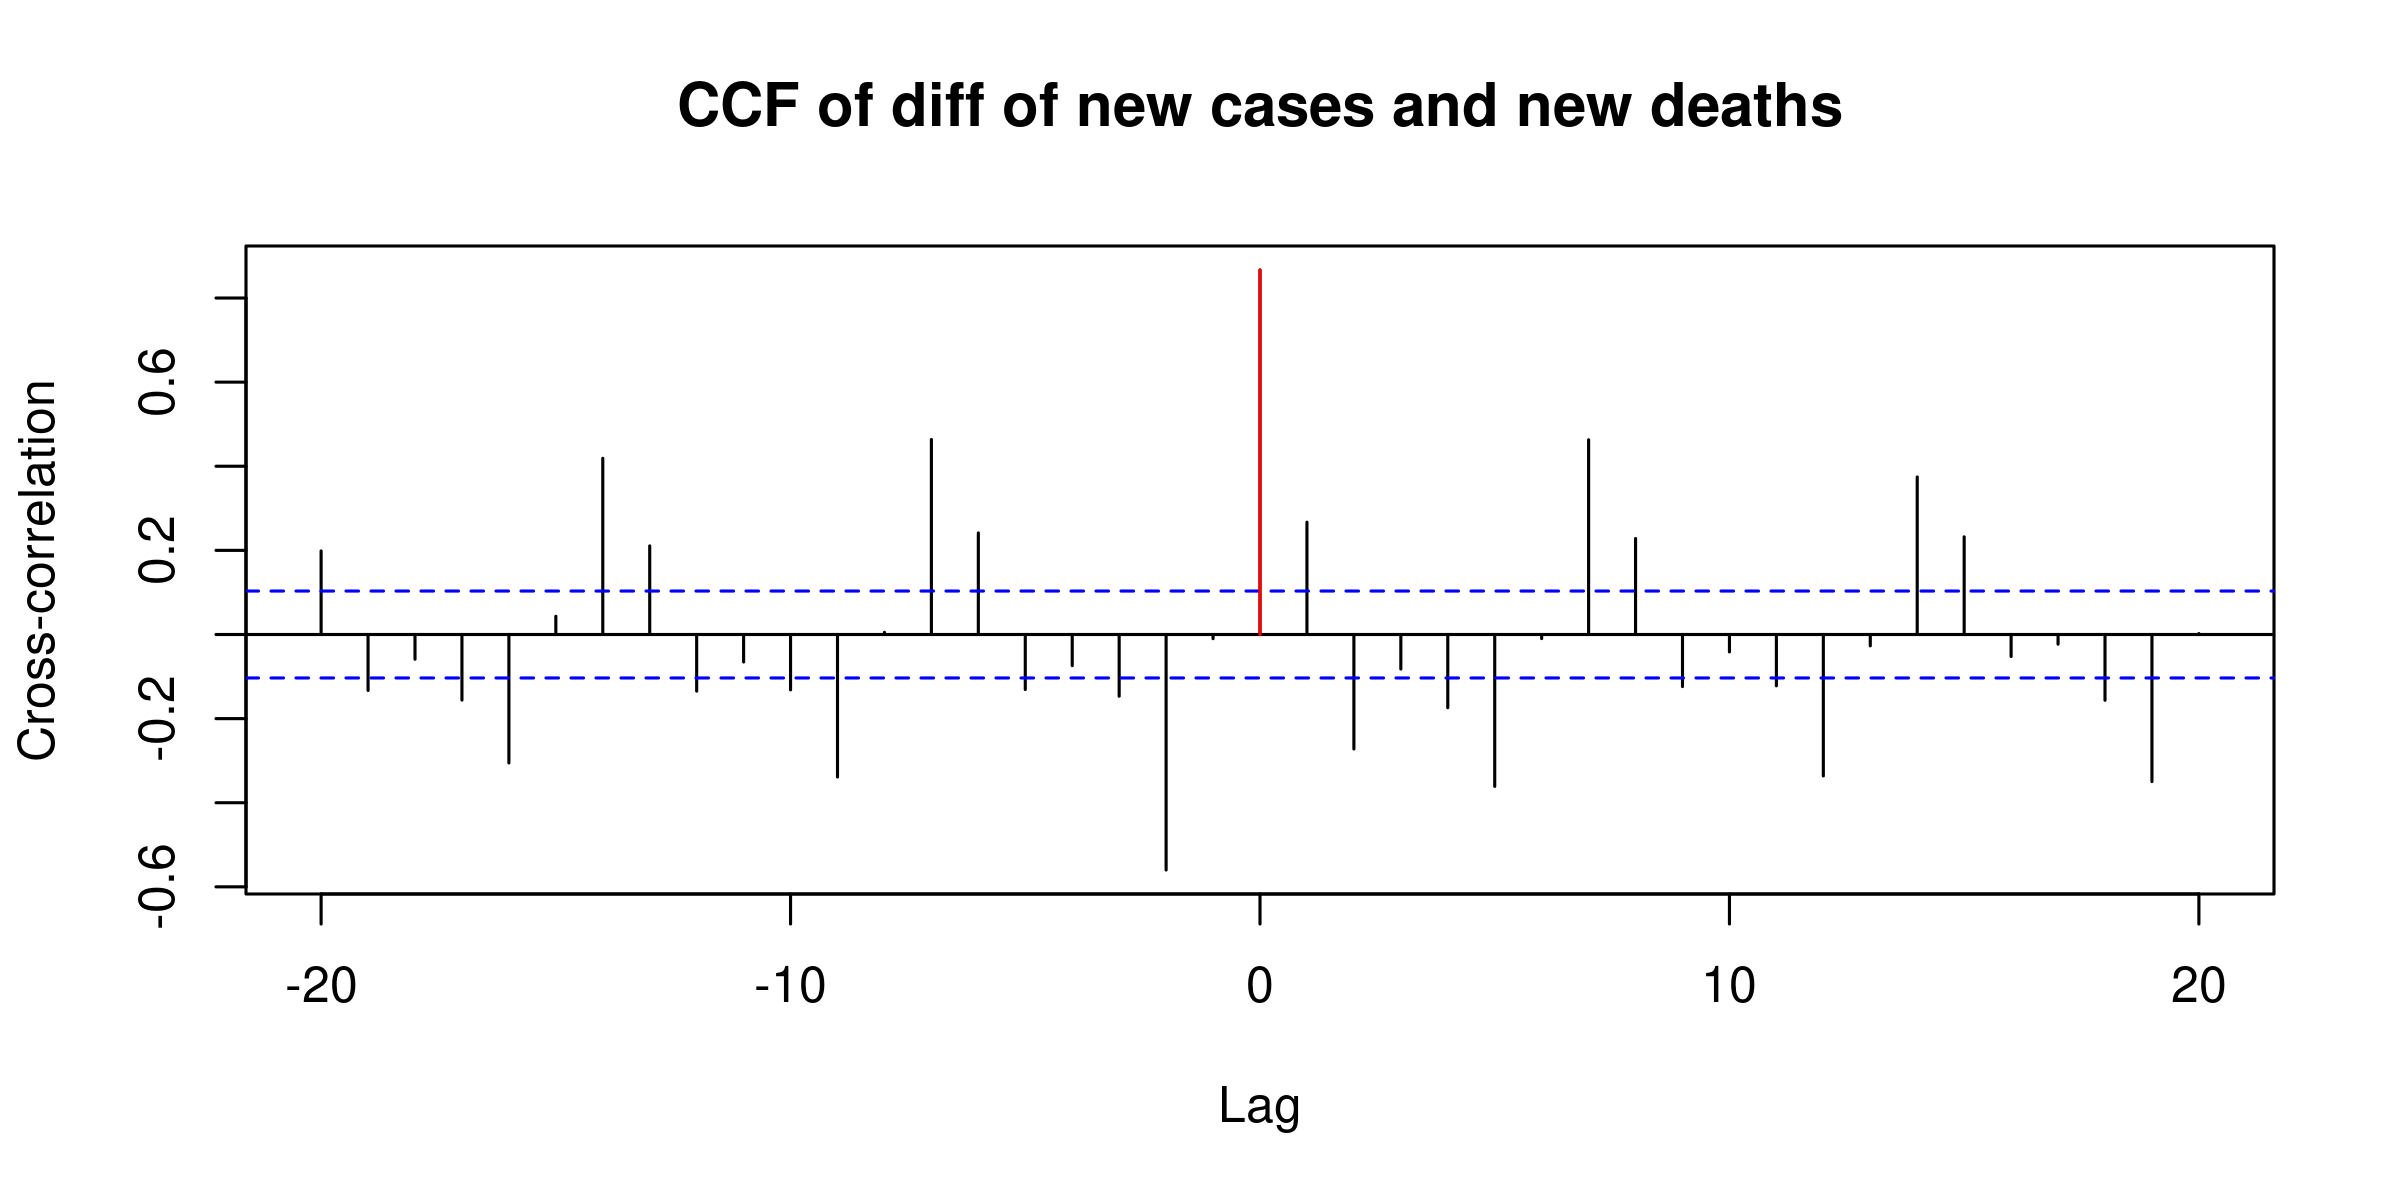 CCF of diff of new cases and new deaths
Cross-correlation
0.6
0.2
-0.2
-0.6
-20 -10 0 10 20
Lag